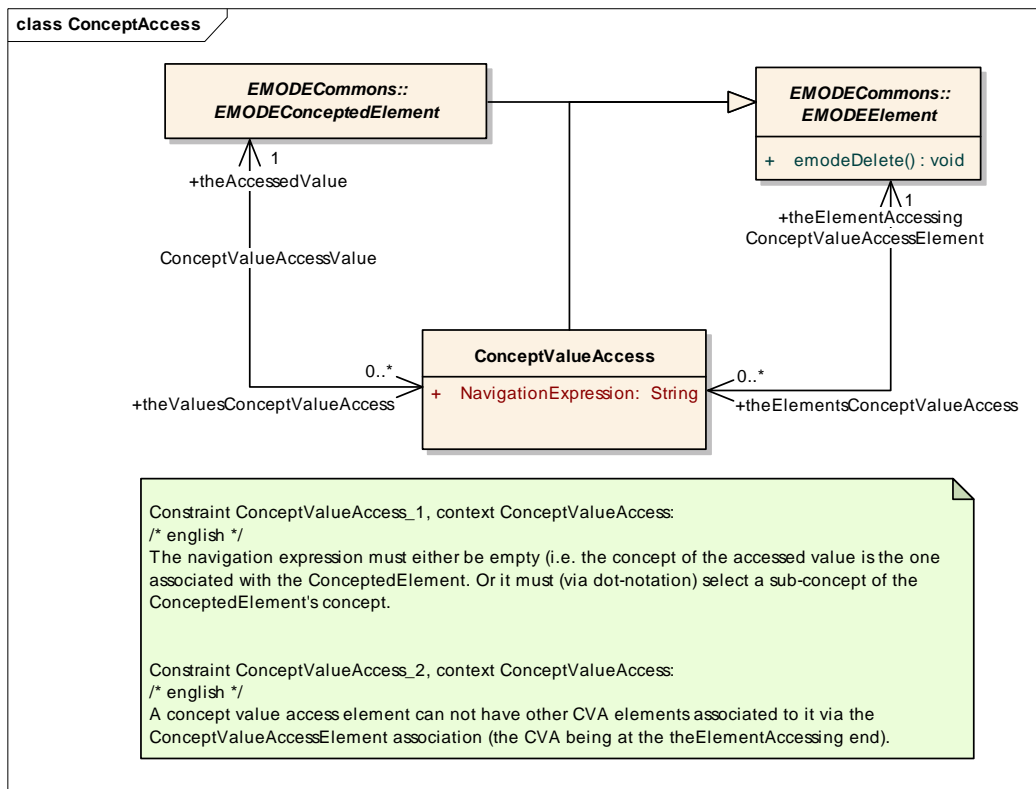 class ConceptAccess
EMODECommons::
EMODEConceptedElement
EMODECommons::
EMODEElement
+ emodeDelete() : void
1
+theAccessedValue
1
+theElementAccessing
ConceptValueAccessElement
ConceptValueAccessValue
ConceptValueAccess
0..*
+theValuesConceptValueAccess
+ NavigationExpression: String
0..*
+theElementsConceptValueAccess
Constraint ConceptValueAccess_1, context ConceptValueAccess:
/* english */
The navigation expression must either be empty (i.e. the concept of the accessed value is the one
associated with the ConceptedElement. Or it must (via dot-notation) select a sub-concept of the
ConceptedElement's concept.
Constraint ConceptValueAccess_2, context ConceptValueAccess:
/* english */
A concept value access element can not have other CVA elements associated to it via the
ConceptValueAccessElement association (the CVA being at the theElementAccessing end).